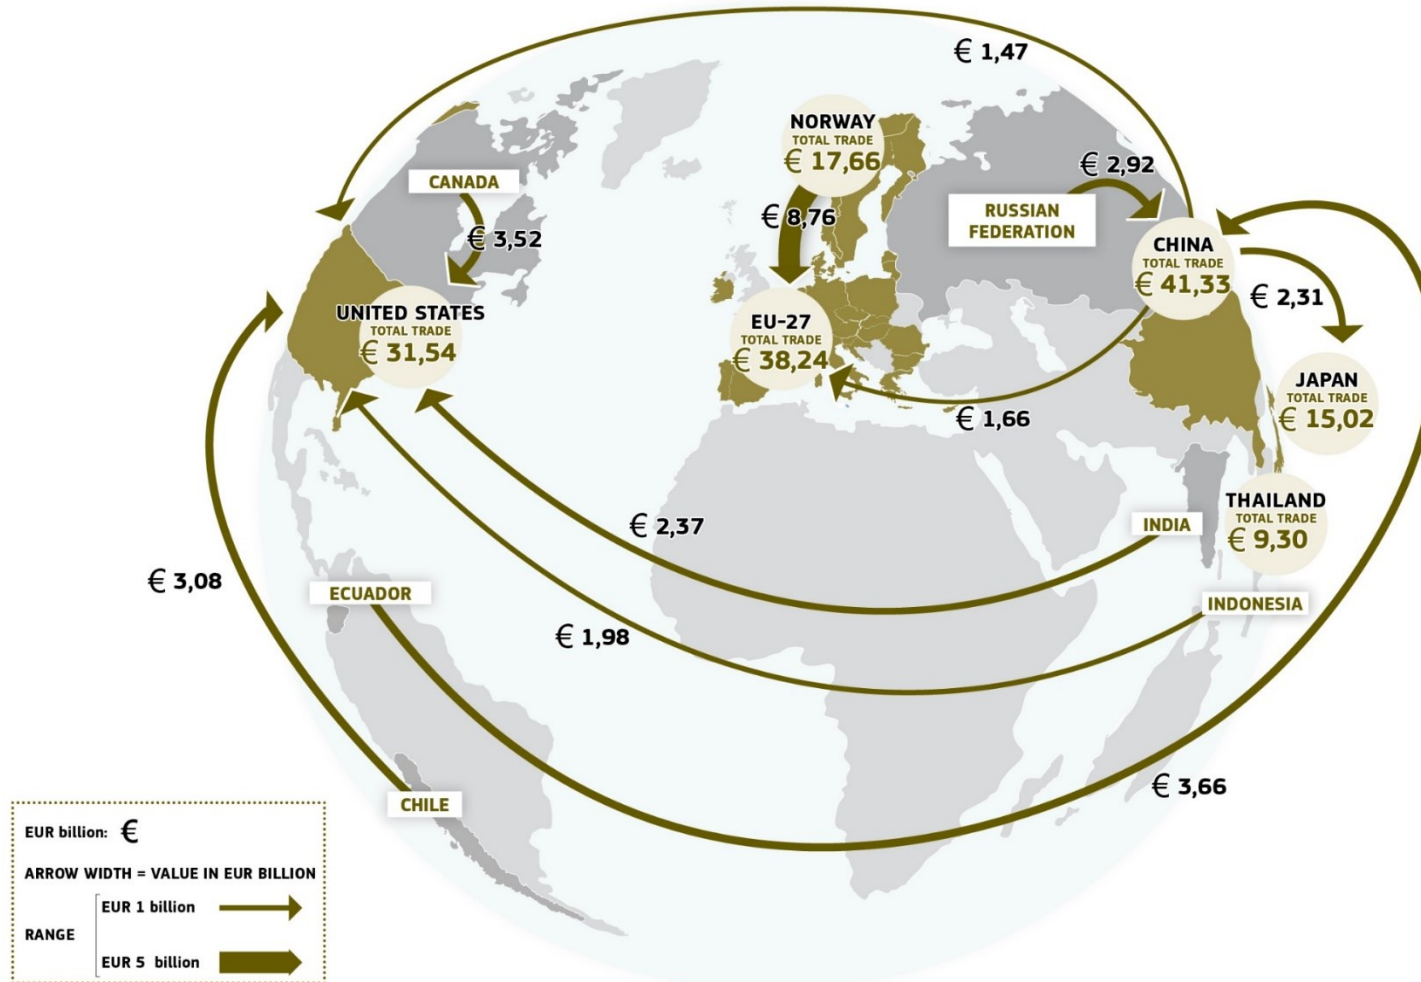 € 1,47
NORWAY
TOTAL TRADE
€ 17,66
CANADA
€ 3,52
€ 8,76
€ 2,92
RUSSIAN
FEDERATION
CHINA
TOTAL TRADE
€ 41,33
€ 2,31
UNITED STATES
TOTAL TRADE
€ 31,54
EU-27
TOTAL TRADE
€ 38,24
€ 1,66
JAPAN
TOTAL TRADE
€ 15,02
THAILAND
TOTAL TRADE
€ 9,30
INDIA
€ 2,37
€ 3,08
ECUADOR
INDONESIA
€ 1,98
€ 3,66
CHILE
EUR billion: €
ARROW WIDTH = VALUE IN EUR BILLION
RANGE
EUR 1 billion
EUR 5 billion